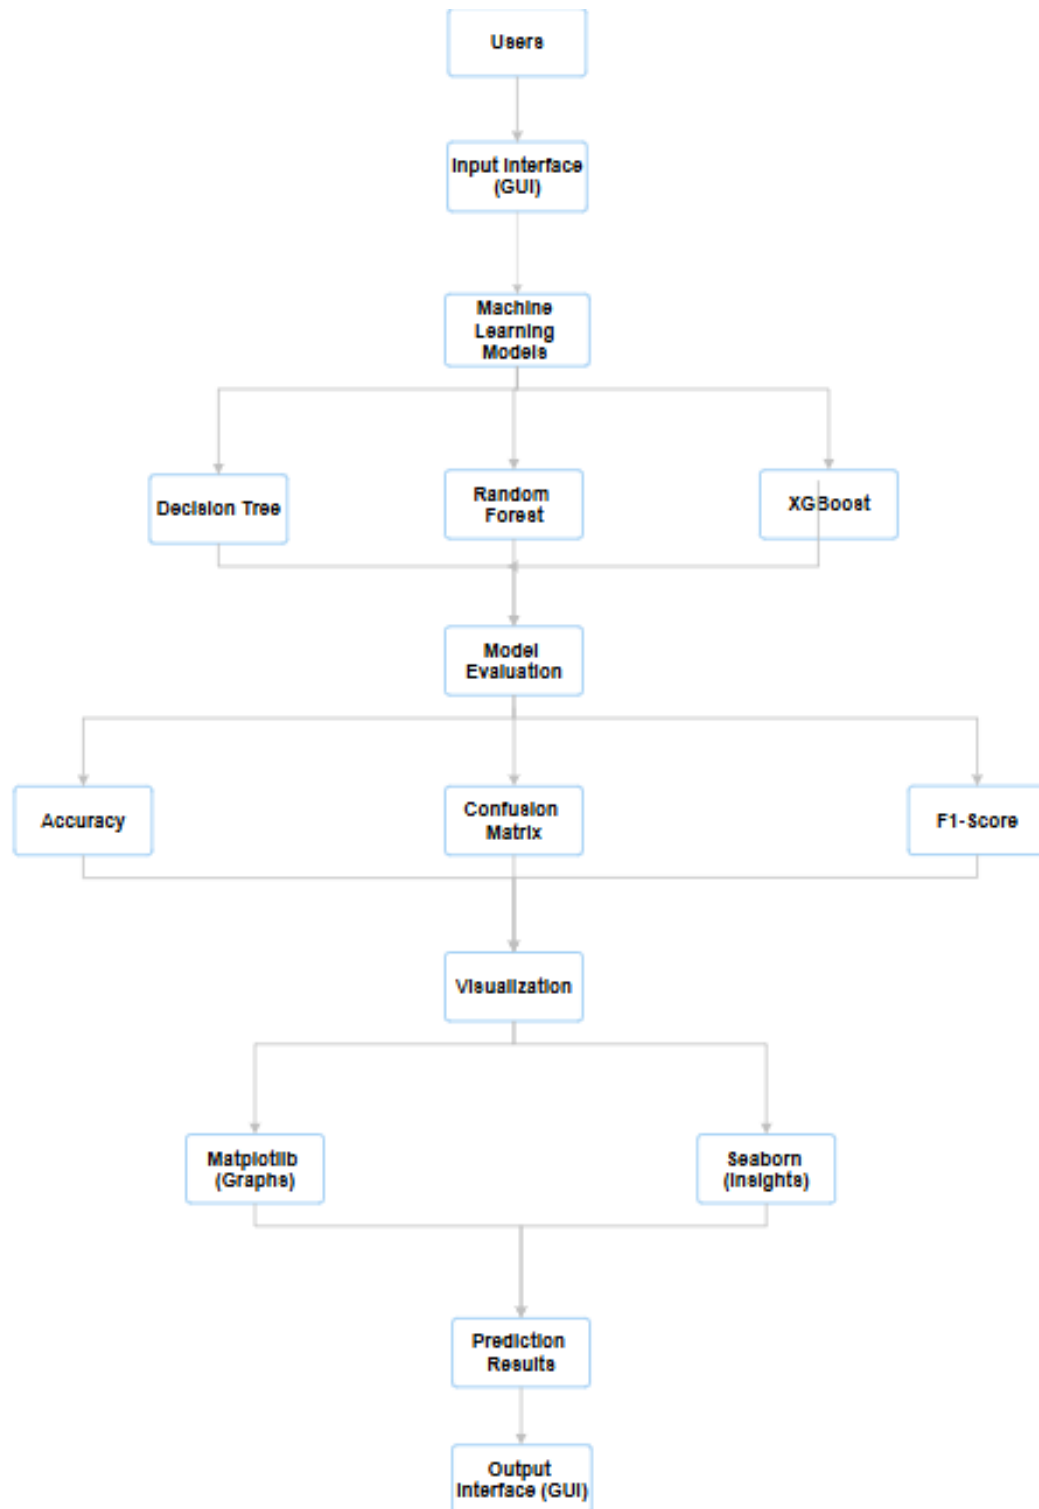 Users
Input Interface
(GUI)
Machine
Learning
Models
Decision Tree
Random
Forest
XGBoost
Model
Evaluation
Accuracy
Confusion
Matrix
F1-Score
Visualization
Matplotlib
(Graphs)
Seaborn
(Insights)
Prediction
Results
Output
Interface (GUI)